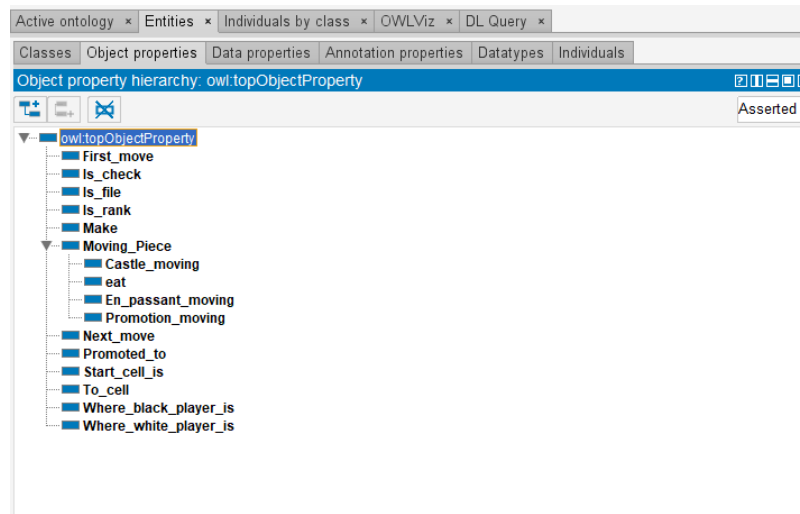 Active ontology × Entities × Individuals by class × OWLViz × DL Query ×
Classes Object properties Data properties Annotation properties Datatypes Individuals
Object property hierarchy: owl:topObjectProperty
Asserted
owl:topObjectProperty
First_move
Is_check
Is_file
Is_rank
Make
Moving_Piece
Castle_moving
eat
En_passant_moving
Promotion_moving
Next_move
Promoted_to
Start_cell_is
To_cell
Where_black_player_is
Where_white_player_is